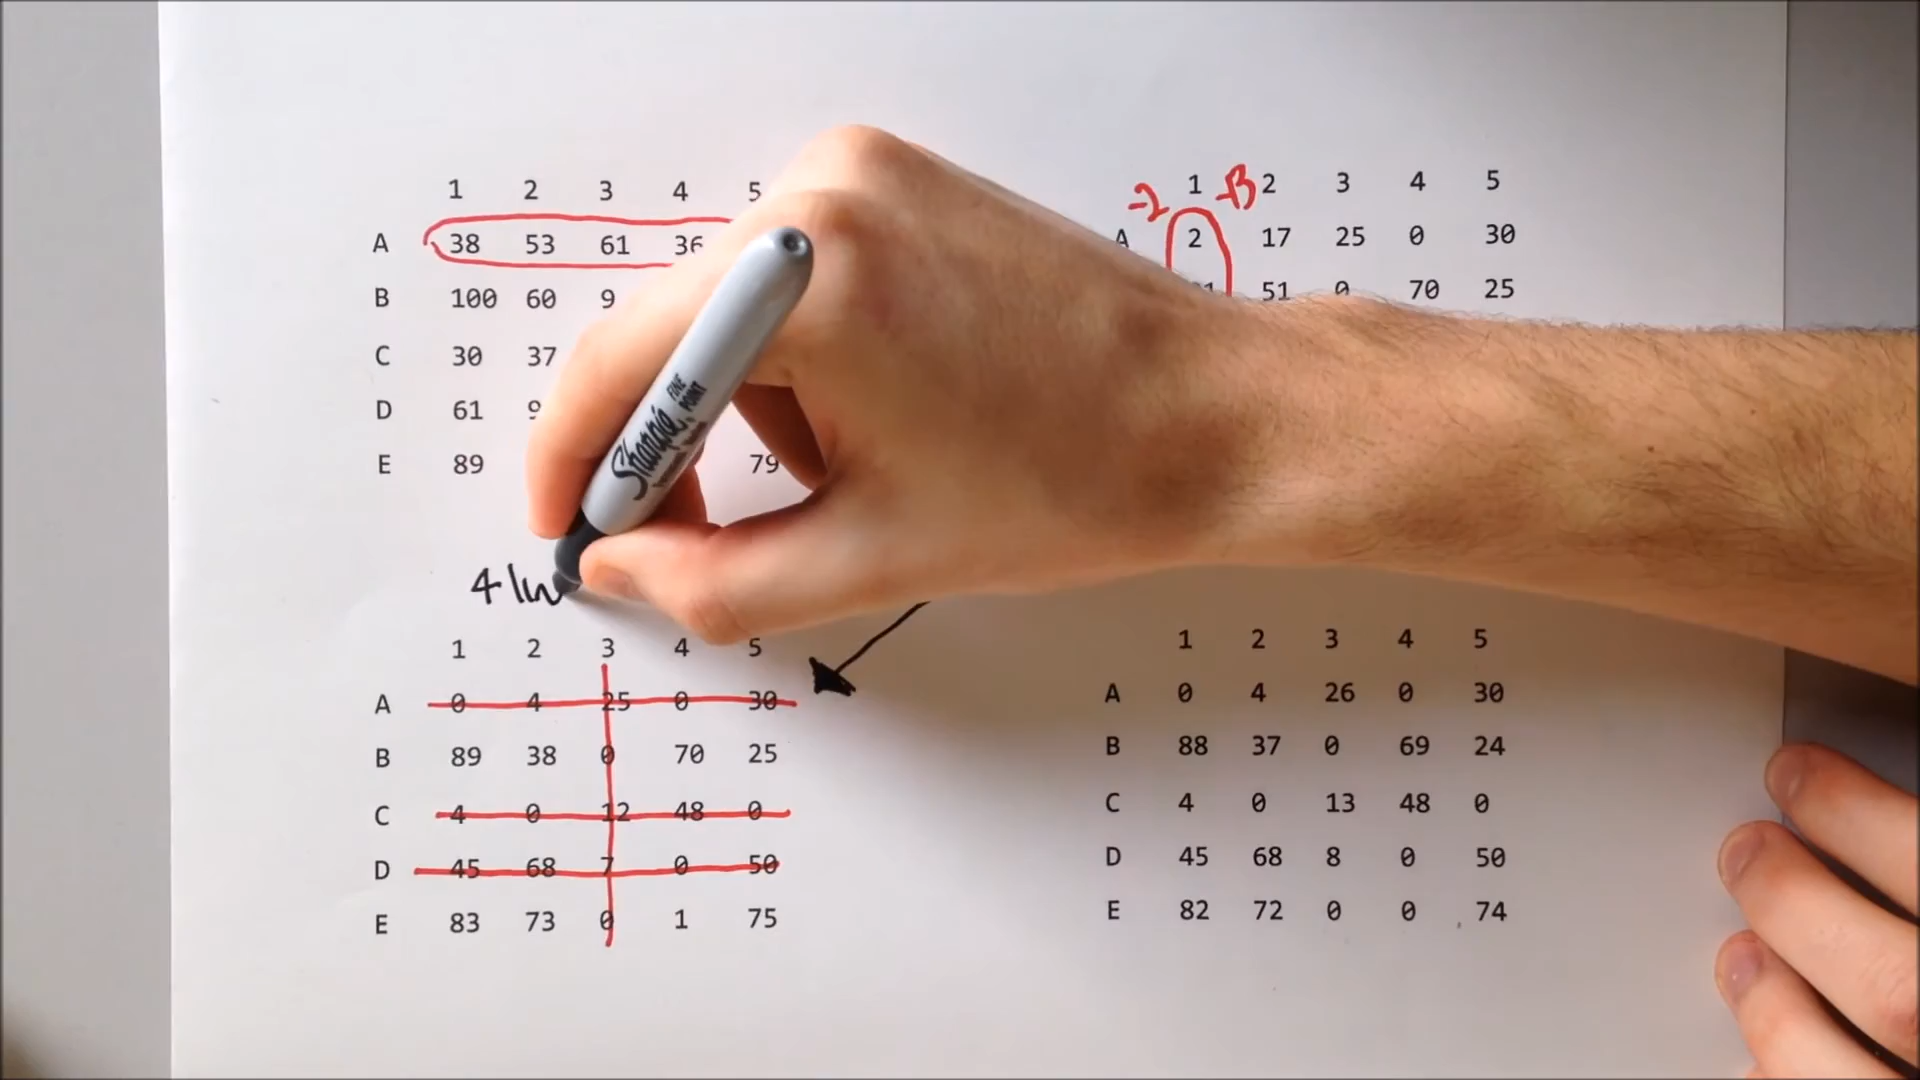 1 2 3 4 5
A 38 53 61 36
B 100 60 9
C 30 37
D 61 9
E 89 79
-2 -13
1 2 3 4 5
A 2 17 25 0 30
51 0 70 25
Sharpie
FINE POINT
4 lin
1 2 3 4 5
A 0 4 25 0 30
B 89 38 0 70 25
C 4 0 12 48 0
D 45 68 7 0 50
E 83 73 0 1 75
1 2 3 4 5
A 0 4 26 0 30
B 88 37 0 69 24
C 4 0 13 48 0
D 45 68 8 0 50
E 82 72 0 0 74